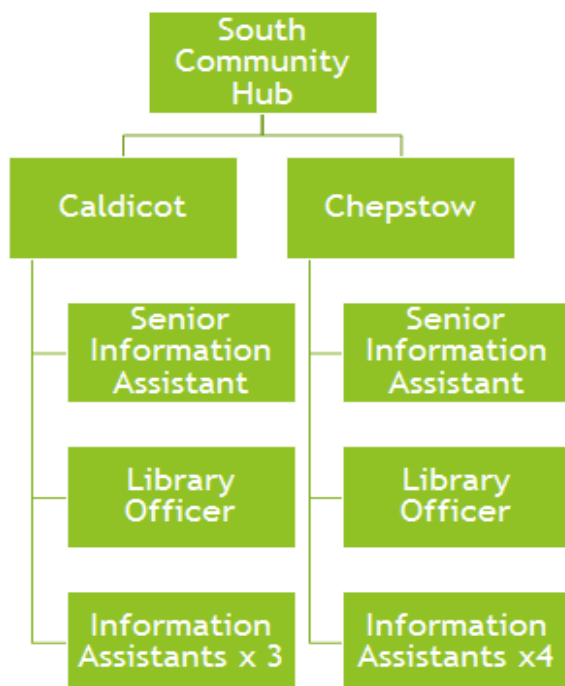 South
Community
Hub
Caldicot
Chepstow
Senior
Information
Assistant
Library
Officer
Information
Assistants x 3
Senior
Information
Assistant
Library
Officer
Information
Assistants x4